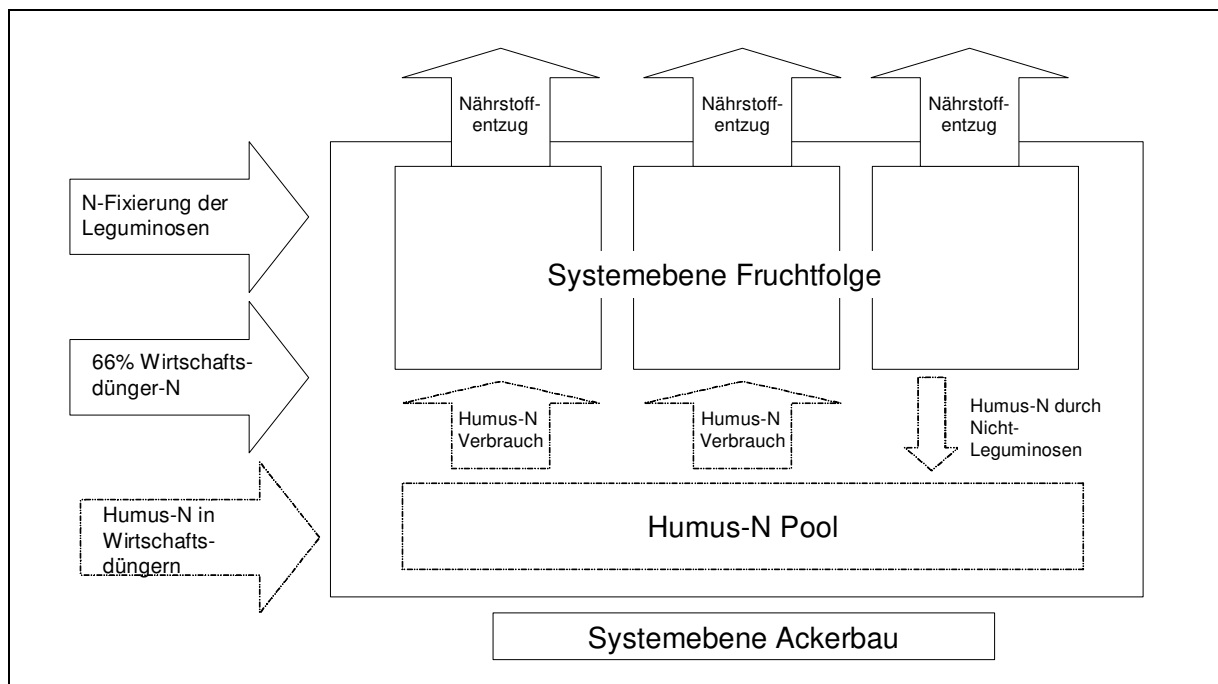 Nährstoff-
entzug
Nährstoff-
entzug
Nährstoff-
entzug
N-Fixierung der
Leguminosen
Systemebene Fruchtfolge
66% Wirtschafts-
dünger-N
Humus-N
Verbrauch
Humus-N
Verbrauch
Humus-N durch
Nicht-
Leguminosen
Humus-N in
Wirtschafts-
düngern
Humus-N Pool
Systemebene Ackerbau